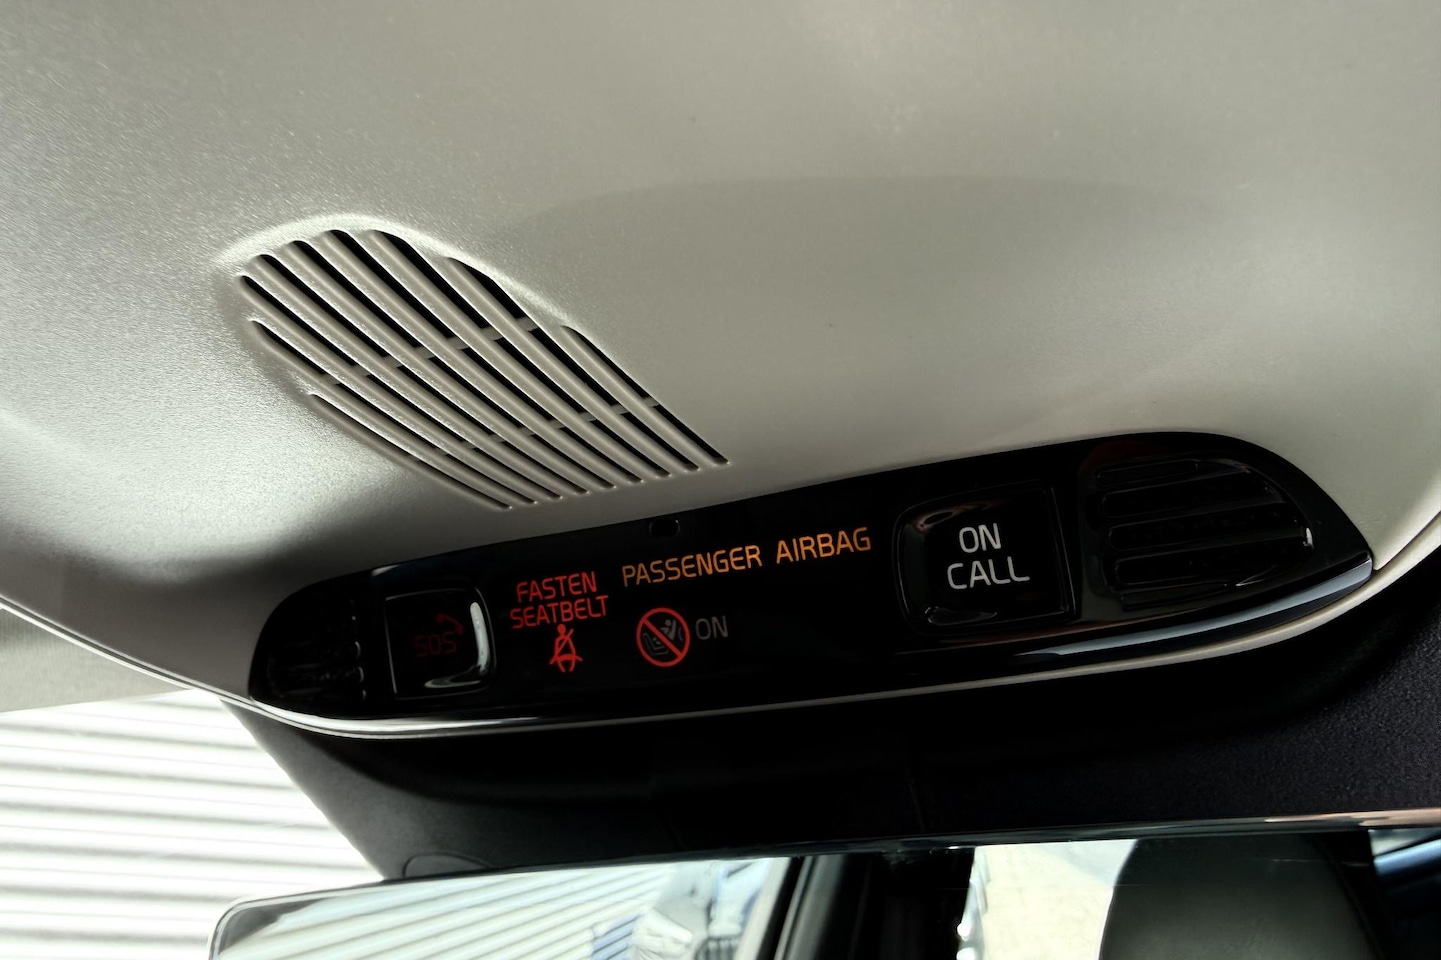 SOS
FASTEN
SEATBELT
PASSENGER AIRBAG
ON
ON
CALL